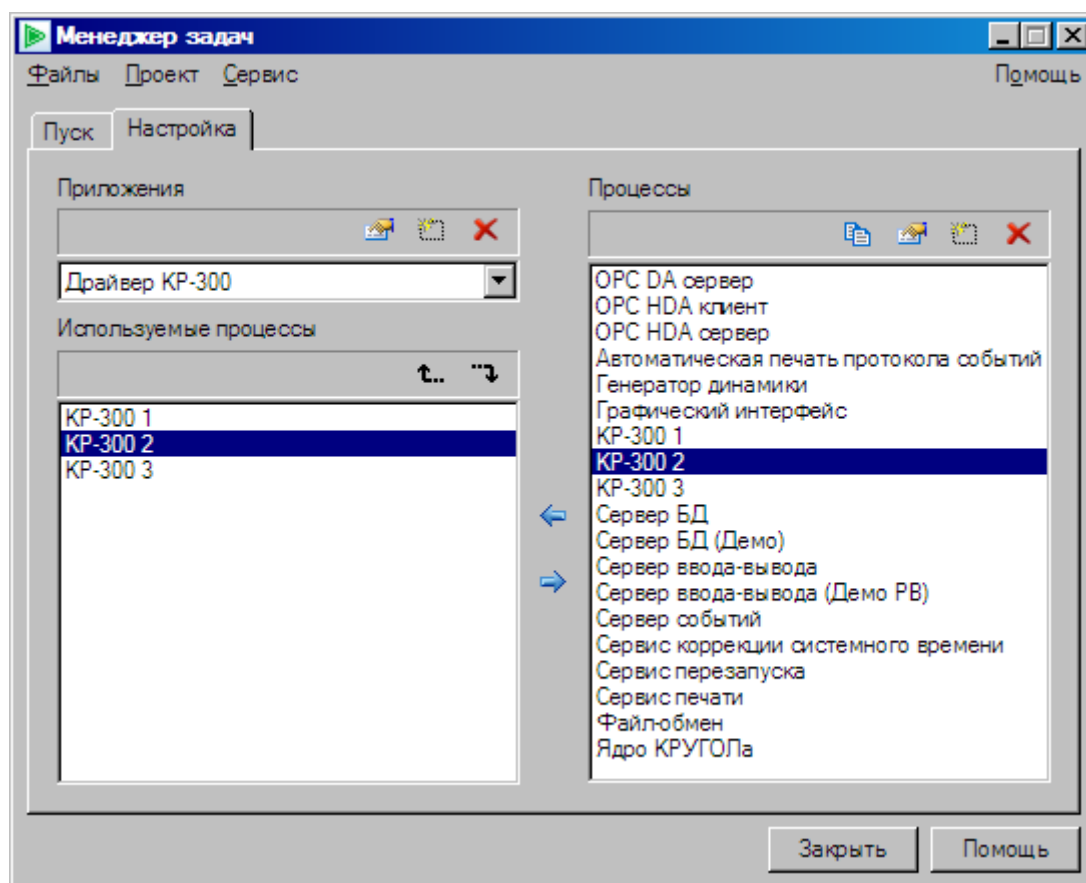 Менеджер задач
Файлы Проект Сервис Помощь
Пуск Настройка
Приложения
Драйвер КР-300
Используемые процессы
КР-300 1
КР-300 2
КР-300 3
Процессы
OPC DA сервер
OPC HDA клиент
OPC HDA сервер
Автоматическая печать протокола событий
Генератор динамики
Графический интерфейс
КР-300 1
КР-300 2
КР-300 3
Сервер БД
Сервер БД (Демо)
Сервер ввода-вывода
Сервер ввода-вывода (Демо РВ)
Сервер событий
Сервис коррекции системного времени
Сервис перезапуска
Сервис печати
Файл-обмен
Ядро КРУГОЛа
Закрыть Помощь